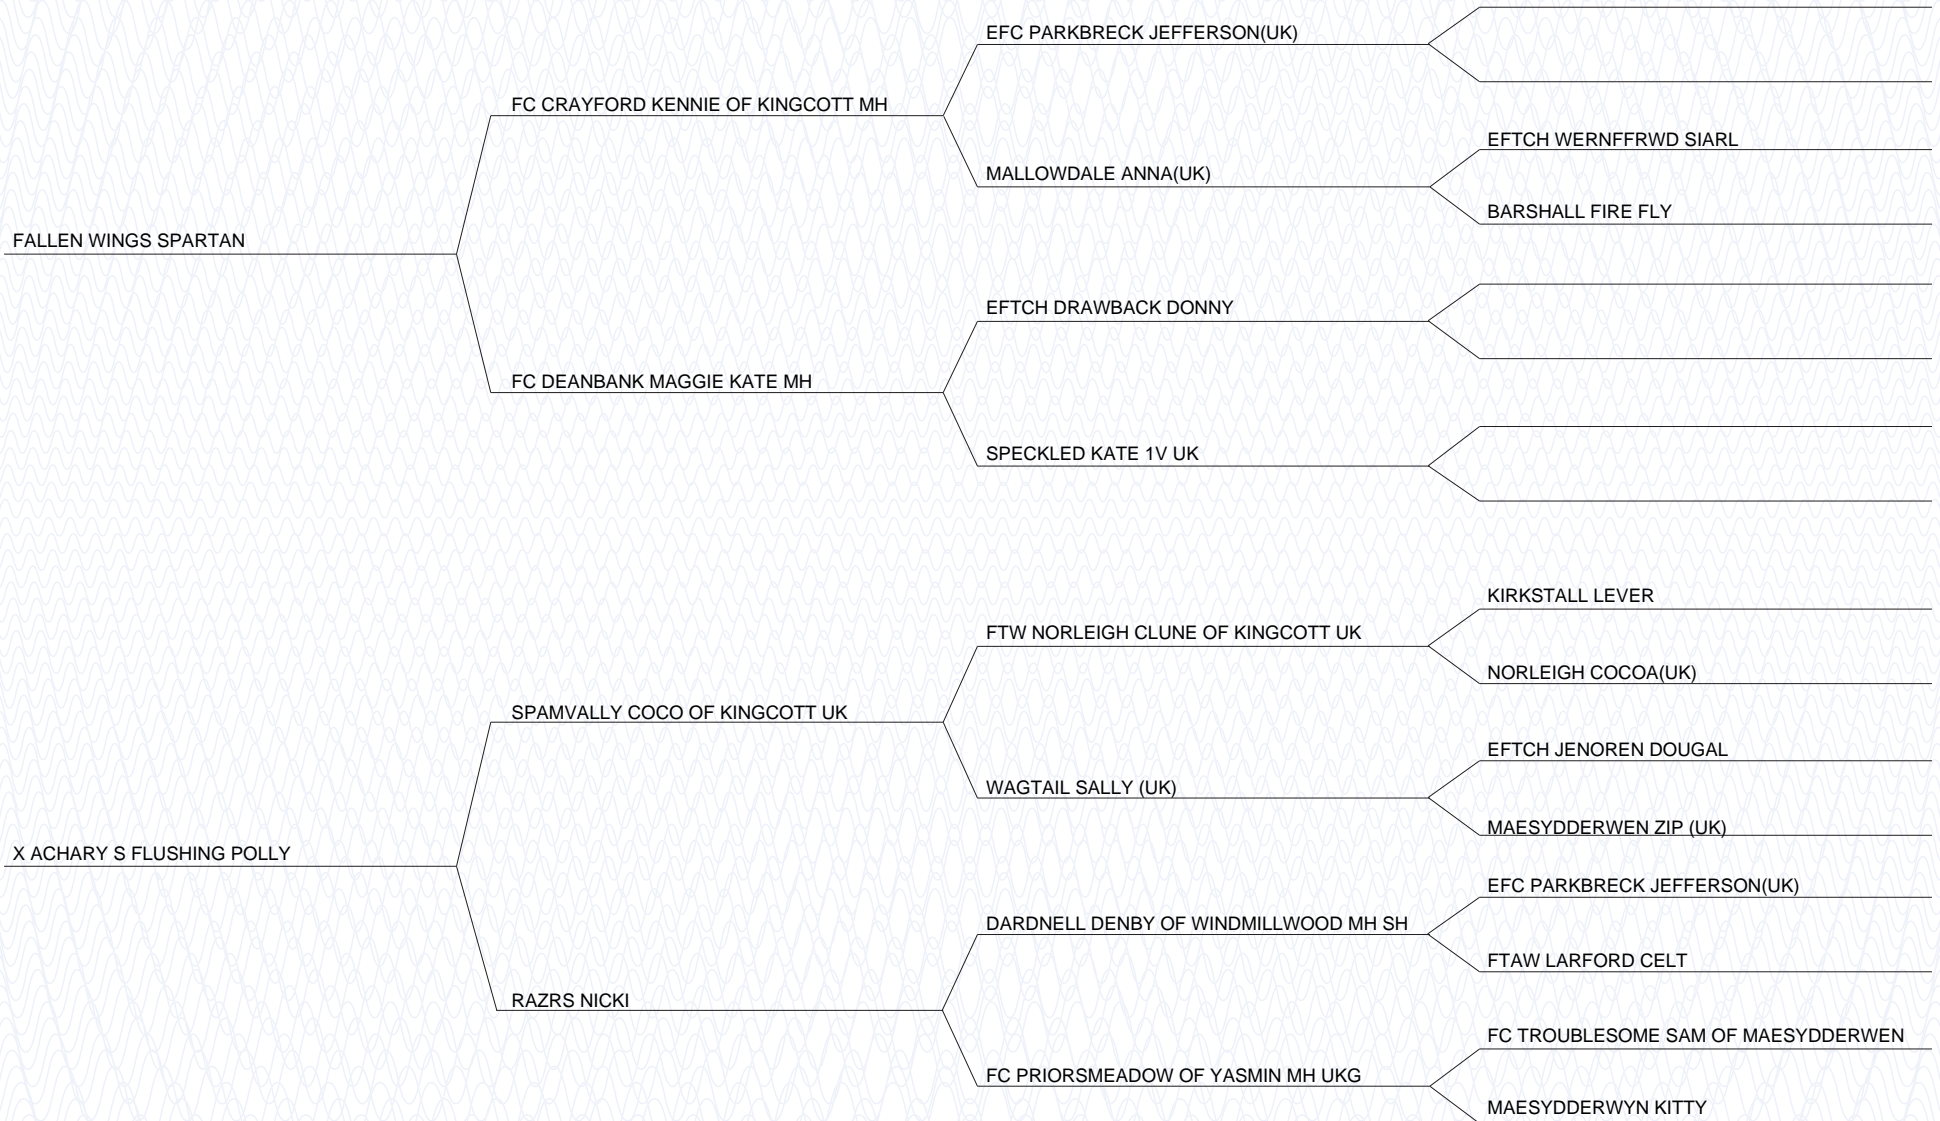 EFC PARKBRECK JEFFERSON(UK)
FC CRAYFORD KENNIE OF KINGCOTT MH
EFTCH WERNFFRWD SIARL
MALLOWDALE ANNA(UK)
BARSHALL FIRE FLY
FALLEN WINGS SPARTAN
EFTCH DRAWBACK DONNY
FC DEANBANK MAGGIE KATE MH
SPECKLED KATE 1V UK
KIRKSTALL LEVER
FTW NORLEIGH CLUNE OF KINGCOTT UK
NORLEIGH COCOA(UK)
SPAMVALLY COCO OF KINGCOTT UK
EFTCH JENOREN DOUGAL
WAGTAIL SALLY (UK)
MAESYDDERWEN ZIP (UK)
X ACHARY S FLUSHING POLLY
EFC PARKBRECK JEFFERSON(UK)
DARDNELL DENBY OF WINDMILLWOOD MH SH
FTAW LARFORD CELT
RAZRS NICKI
FC TROUBLESOME SAM OF MAESYDDERWEN
FC PRIORSMEADOW OF YASMIN MH UKG
MAESYDDERWYN KITTY